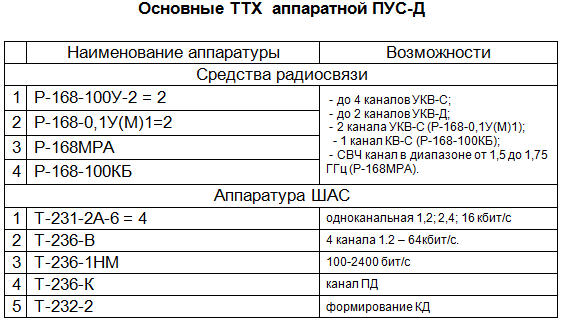 Основные ТТХ аппаратной ПУС-Д
Наименование аппаратуры Возможности
Средства радиосвязи
1 Р-168-100У-2 = 2
2 Р-168-0,1У(М)1=2
3 Р-168МРА
4 Р-168-100КБ
- до 4 каналов УКВ-С;
- до 2 каналов УКВ-Д;
- 2 канала УКВ-С (Р-168-0,1У(М)1);
- 1 канал КВ-С (Р-168-100КБ);
- СВЧ канал в диапазоне от 1,5 до 1,75
ГГц (Р-168МРА).
Аппаратура ШАС
1 Т-231-2А-6 = 4 одноканальная 1,2; 2,4; 16 кбит/с
2 Т-236-В 4 канала 1.2 – 64кбит/с.
3 Т-236-1НМ 100-2400 бит/с
4 Т-236-К канал ПД
5 Т-232-2 формирование КД